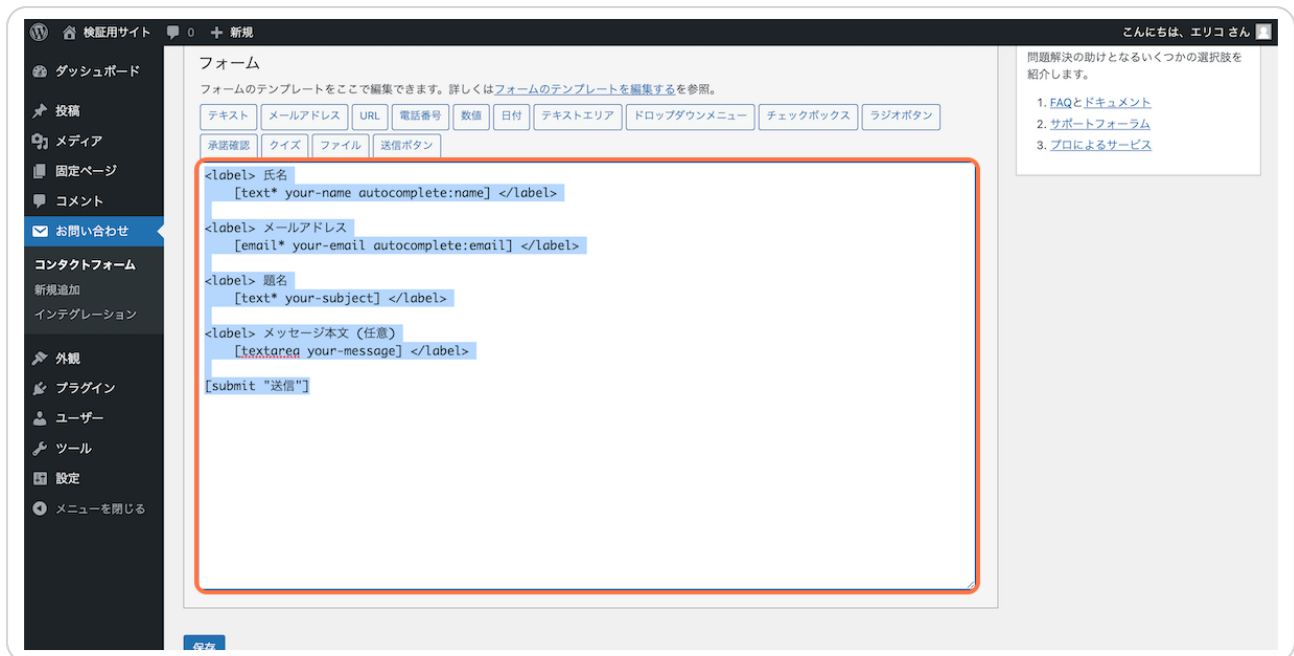 検証用サイト 0 新規 こんにちは、エリコ さん
ダッシュボード
投稿
メディア
固定ページ
コメント
お問い合わせ
コンタクトフォーム
新規追加
インテグレーション
外観
プラグイン
ユーザー
ツール
設定
メニューを閉じる
フォーム
フォームのテンプレートをここで編集できます。詳しくはフォームのテンプレートを編集するを参照。
テキスト メールアドレス URL 電話番号 数値 日付 テキストエリア ドロップダウンメニュー チェックボックス ラジオボタン
承諾確認 クイズ ファイル 送信ボタン
<label> 氏名
[text* your-name autocomplete:name] </label>
<label> メールアドレス
[email* your-email autocomplete:email] </label>
<label> 題名
[text* your-subject] </label>
<label> メッセージ本文 (任意)
[textarea your-message] </label>
[submit "送信"]
保存
問題解決の助けとなるいくつかの選択肢を
紹介します。
1. FAQとドキュメント
2. サポートフォーラム
3. プロによるサービス